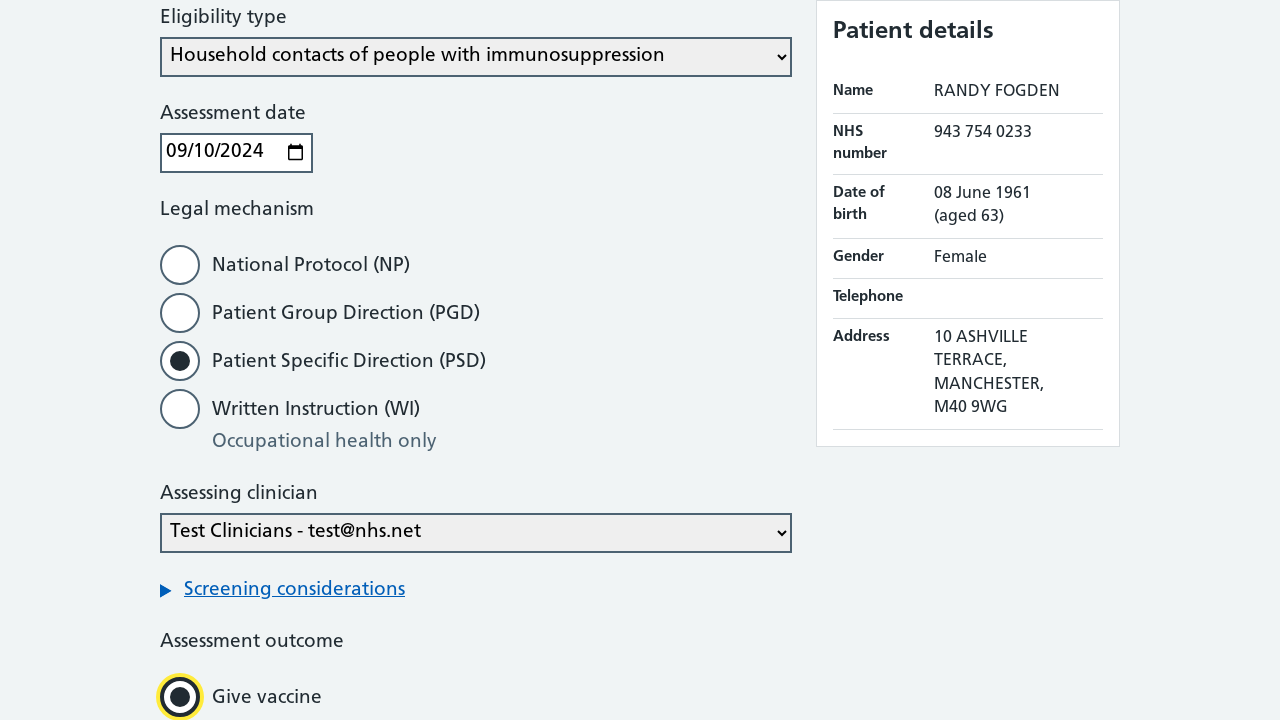 Eligibility type
Household contacts of people with immunosuppression
Assessment date
09/10/2024
Legal mechanism
National Protocol (NP)
Patient Group Direction (PGD)
Patient Specific Direction (PSD)
Written Instruction (WI)
Occupational health only
Assessing clinician
Test Clinicians - test@nhs.net
Screening considerations
Assessment outcome
Give vaccine
Patient details
Name RANDY FOGDEN
NHS number 943 754 0233
Date of birth 08 June 1961
(aged 63)
Gender Female
Telephone
Address 10 ASHVILLE
TERRACE,
MANCHESTER,
M40 9WG